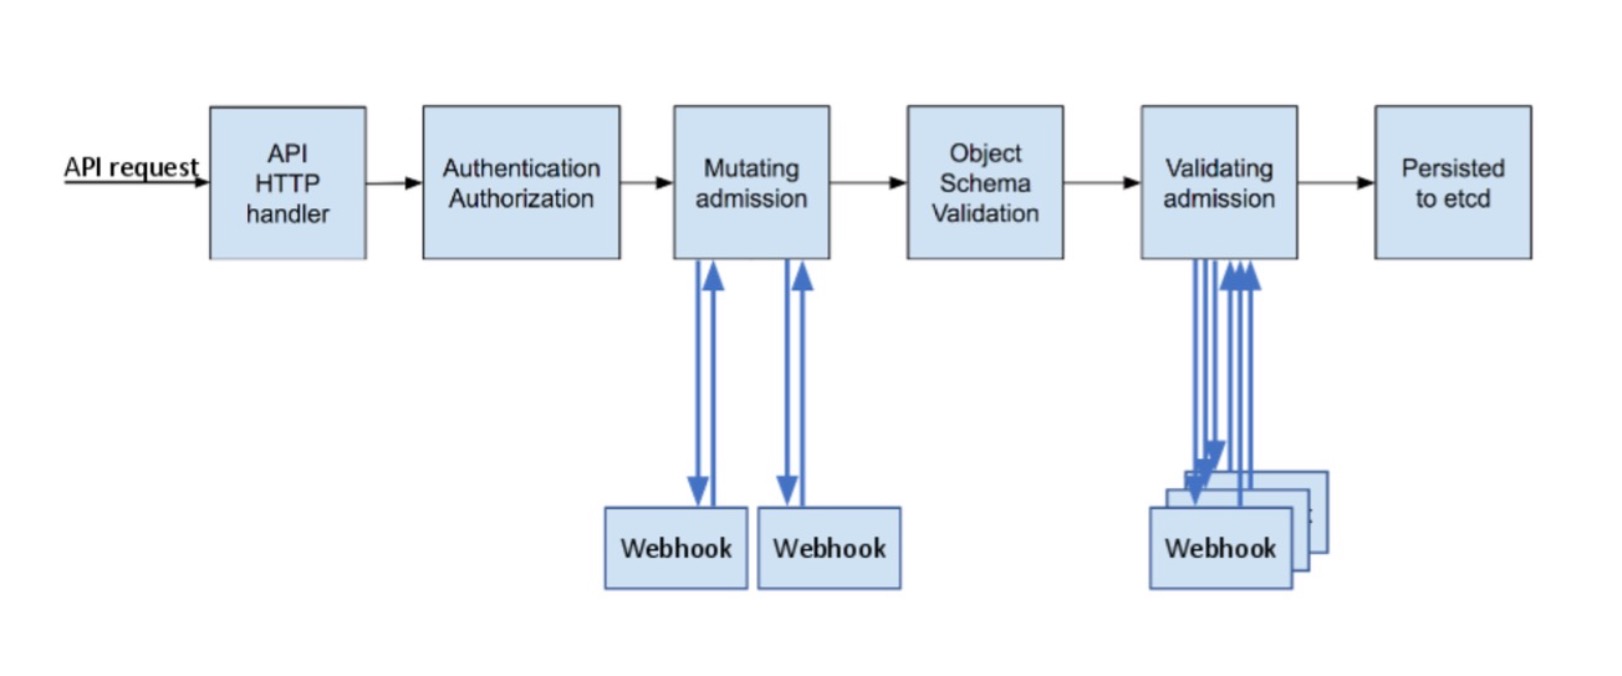 API request
API
HTTP
handler
Authentication
Authorization
Mutating
admission
Object
Schema
Validation
Validating
admission
Persisted
to etcd
Webhook
Webhook
Webhook